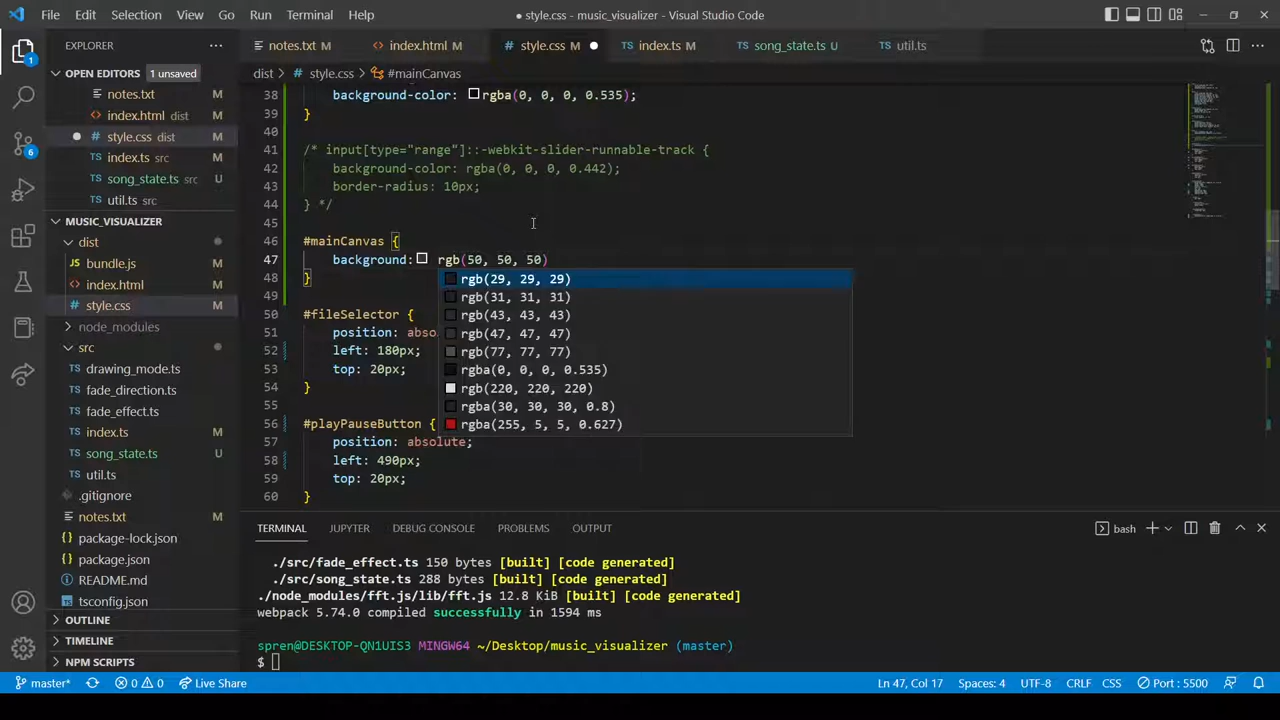 File Edit Selection View Go Run Terminal Help
● style.css - music_visualizer - Visual Studio Code
EXPLORER ···
OPEN EDITORS 1 unsaved
notes.txt M
index.html dist M
style.css dist M
index.ts src M
song_state.ts src U
util.ts src
MUSIC_VISUALIZER
dist
bundle.js M
index.html M
style.css M
node_modules
src
drawing_mode.ts
fade_direction.ts
fade_effect.ts
index.ts M
song_state.ts U
util.ts
.gitignore
notes.txt M
package-lock.json
package.json
README.md
tsconfig.json
OUTLINE
TIMELINE
NPM SCRIPTS
1
6
notes.txt M index.html M style.css M index.ts M song_state.ts U util.ts
dist > style.css > #mainCanvas
38 background-color: rgba(0, 0, 0, 0.535);
39 }
40
41 /* input[type="range"]::-webkit-slider-runnable-track {
42 background-color: rgba(0, 0, 0, 0.442);
43 border-radius: 10px;
44 } */
45
46 #mainCanvas {
47 background: rgb(50, 50, 50)
48 }
49
50 #fileSelector {
51 position: abso
52 left: 180px;
53 top: 20px;
54 }
55
56 #playPauseButton {
57 position: absolute;
58 left: 490px;
59 top: 20px;
60 }
rgb(29, 29, 29)
rgb(31, 31, 31)
rgb(43, 43, 43)
rgb(47, 47, 47)
rgb(77, 77, 77)
rgba(0, 0, 0, 0.535)
rgb(220, 220, 220)
rgba(30, 30, 30, 0.8)
rgba(255, 5, 5, 0.627)
TERMINAL JUPYTER DEBUG CONSOLE PROBLEMS OUTPUT
bash
./src/fade_effect.ts 150 bytes [built] [code generated]
./src/song_state.ts 288 bytes [built] [code generated]
./node_modules/fft.js/lib/fft.js 12.8 KiB [built] [code generated]
webpack 5.74.0 compiled successfully in 1594 ms
spren@DESKTOP-QN1UIS3 MINGW64 ~/Desktop/music_visualizer (master)
$
master* 0 0 Live Share
Ln 47, Col 17 Spaces: 4 UTF-8 CRLF CSS Port : 5500